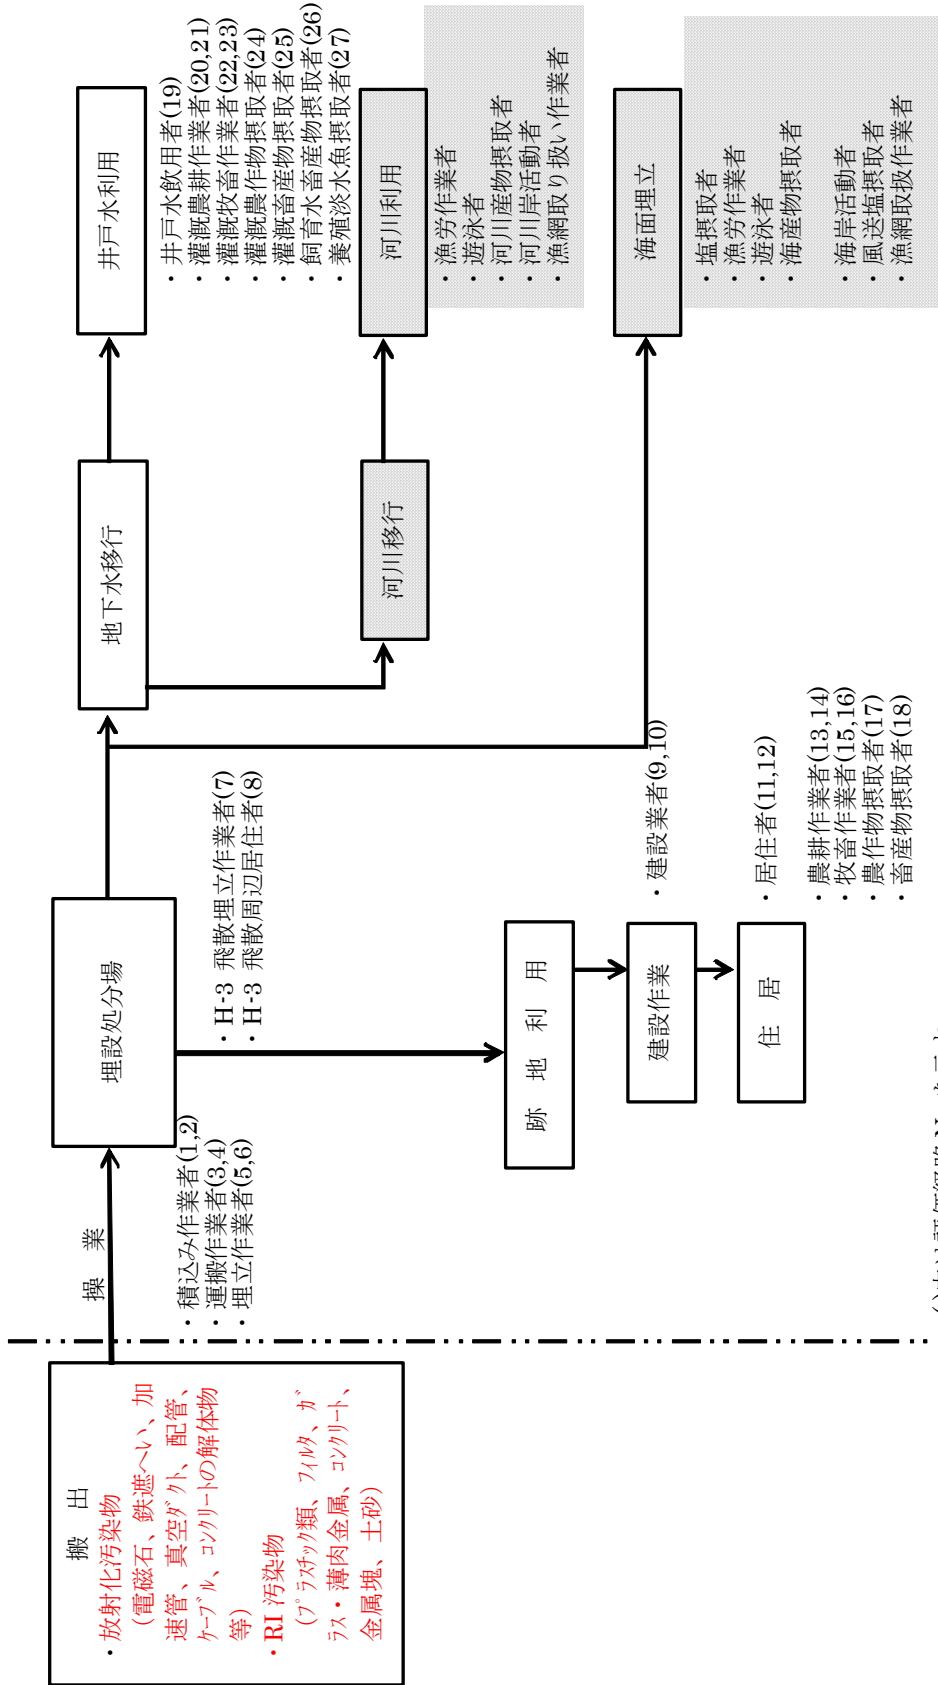 搬 出
・放射化汚染物
(電磁石、鉄遮へい、加
速管、真空ダクト、配管、
ケーブル、コンクリートの解体物
等)
・RI 汚染物
(プラスチック類、フィルタ、ガ
ラス・薄肉金属、コンクリート、
金属塊、土砂)
操 業
・積込み作業者(1,2)
・運搬作業者(3,4)
・埋立作業者(5,6)
埋設処分場
・H-3 飛散埋立作業者(7)
・H-3 飛散周辺居住者(8)
跡 地 利 用
建設作業
・建設業者(9,10)
住 居
・居住者(11,12)
・農耕作業者(13,14)
・牧畜作業者(15,16)
・農作物摂取者(17)
・畜産物摂取者(18)
地下水移行
河川移行
井戸水利用
・井戸水飲用者(19)
・灌漑農耕作業者(20,21)
・灌漑牧畜作業者(22,23)
・灌漑農作物摂取者(24)
・灌漑畜産物摂取者(25)
・飼育水畜産物摂取者(26)
・養殖淡水魚摂取者(27)
河川利用
・漁労作業者
・遊泳者
・河川産物摂取者
・河川岸活動者
・漁網取り扱い作業者
海面埋立
・塩摂取者
・漁労作業者
・遊泳者
・海産物摂取者
・海岸活動者
・風送塩摂取者
・漁網取扱作業者